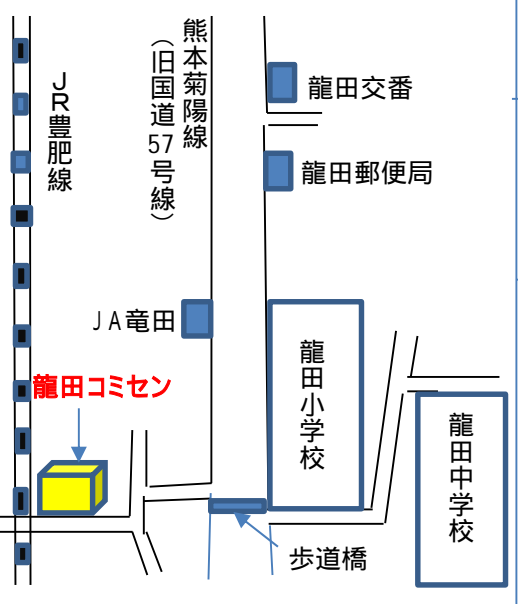 熊本菊陽線
（旧国道57号線）
JR豊肥線
龍田交番
龍田郵便局
JA竜田
龍田コミセン
龍田小学校
龍田中学校
歩道橋